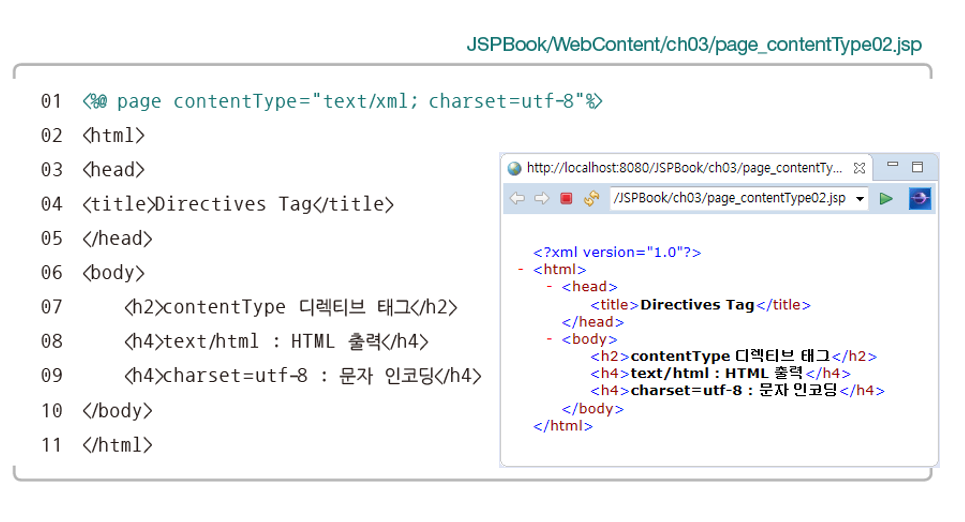 JSPBook/WebContent/ch03/page_contentType02.jsp
01 <%@ page contentType="text/xml; charset=utf-8"%>
02 <html>
03 <head>
04 <title>Directives Tag</title>
05 </head>
06 <body>
07 <h2>contentType 디렉티브 태그</h2>
08 <h4>text/html : HTML 출력</h4>
09 <h4>charset=utf-8 : 문자 인코딩</h4>
10 </body>
11 </html>
http://localhost:8080/JSPBook/ch03/page_contentTy...
/JSPBook/ch03/page_contentType02.jsp
<?xml version="1.0"?>
- <html>
- <head>
<title>Directives Tag</title>
</head>
- <body>
<h2>contentType 디렉티브 태그</h2>
<h4>text/html : HTML 출력</h4>
<h4>charset=utf-8 : 문자 인코딩</h4>
</body>
</html>